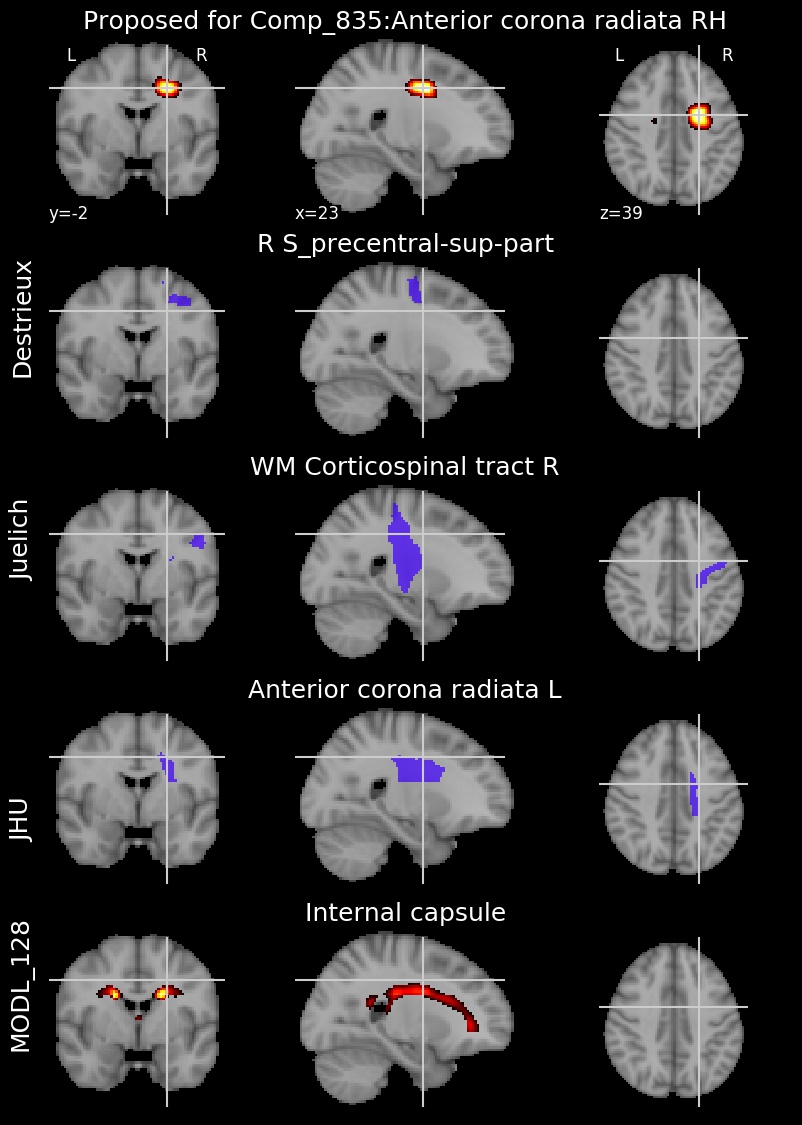 Proposed for Comp_835:Anterior corona radiata RH
L R L R
y=-2 x=23 z=39
R S_precentral-sup-part
Destrieux
WM Corticospinal tract R
Juelich
Anterior corona radiata L
JHU
Internal capsule
MODL_128